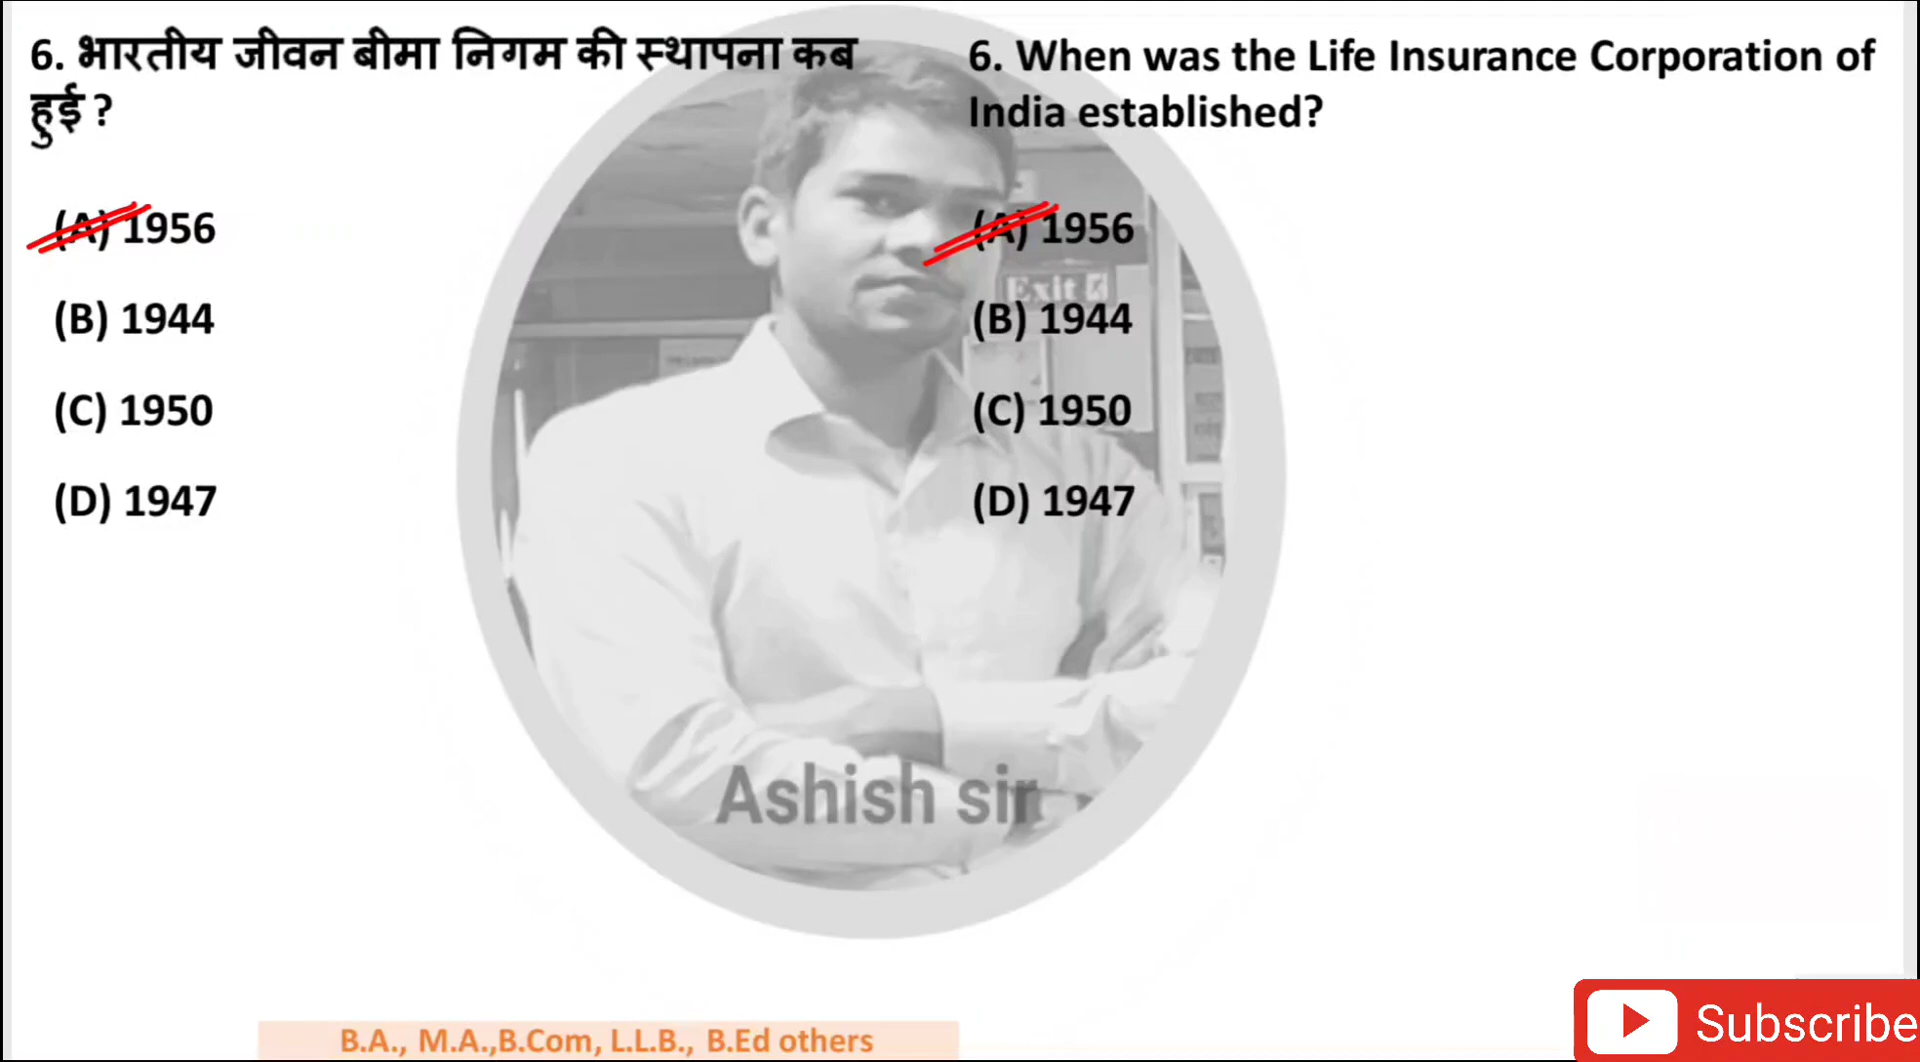 6. भारतीय जीवन बीमा निगम की स्थापना कब
हुई ?
(A) 1956
(B) 1944
(C) 1950
(D) 1947
6. When was the Life Insurance Corporation of
India established?
(A) 1956
(B) 1944
(C) 1950
(D) 1947
Exit
Ashish sir
B.A., M.A.,B.Com, L.L.B., B.Ed others
Subscribe